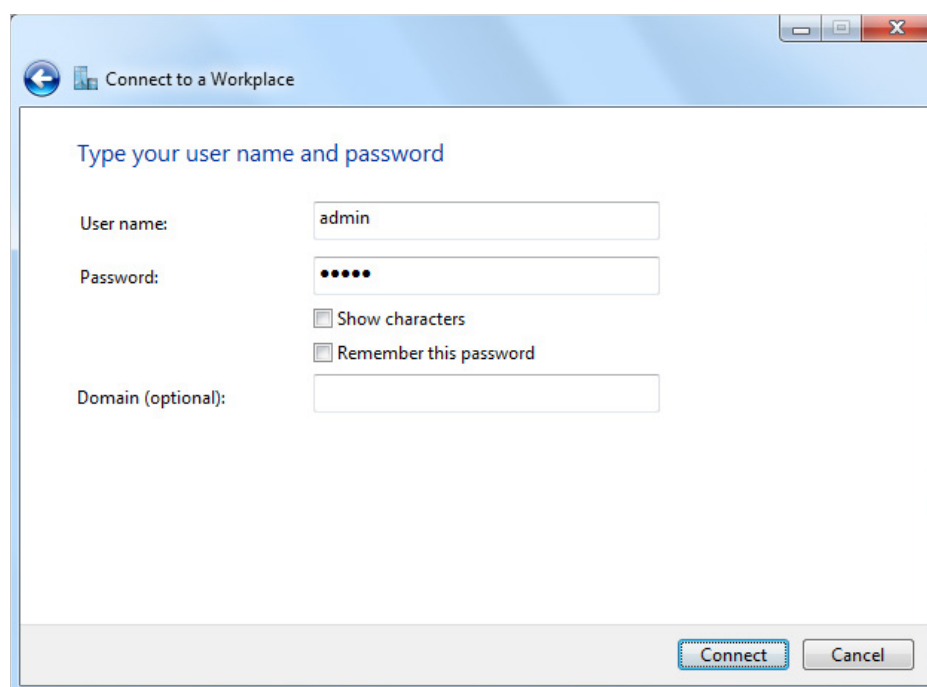 Connect to a Workplace
Type your user name and password
User name:
admin
Password:
•••••
Show characters
Remember this password
Domain (optional):
Connect
Cancel